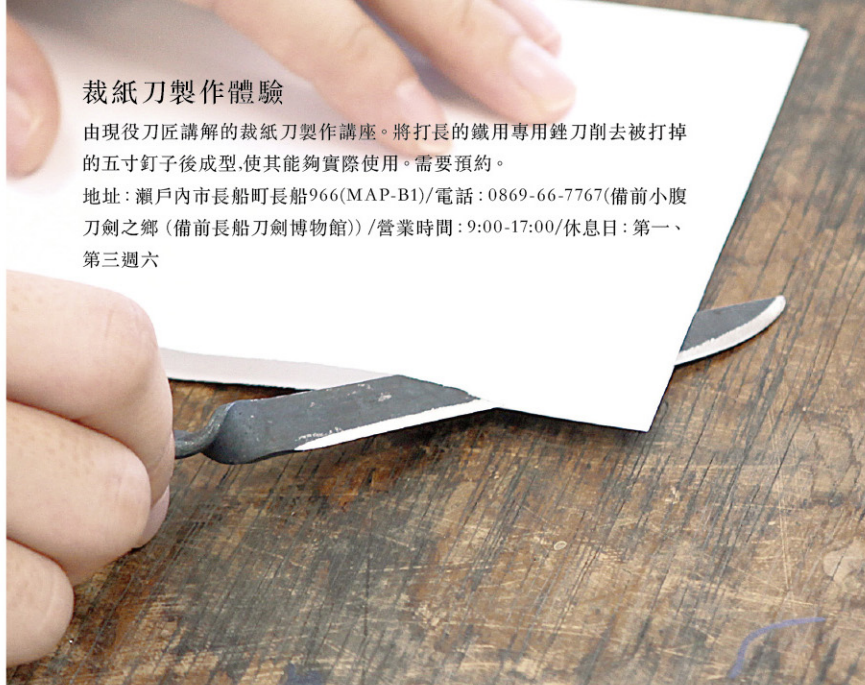 裁紙刀製作體驗
由現役刀匠講解的裁紙刀製作講座。將打長的鐵用專用銼刀削去被打掉
的五寸釘子後成型,使其能夠實際使用。需要預約。
地址:瀨戶內市長船町長船966(MAP-B1)/電話:0869-66-7767(備前小腹
刀劍之鄉(備前長船刀劍博物館))/營業時間:9:00-17:00/休息日:第一、
第三週六